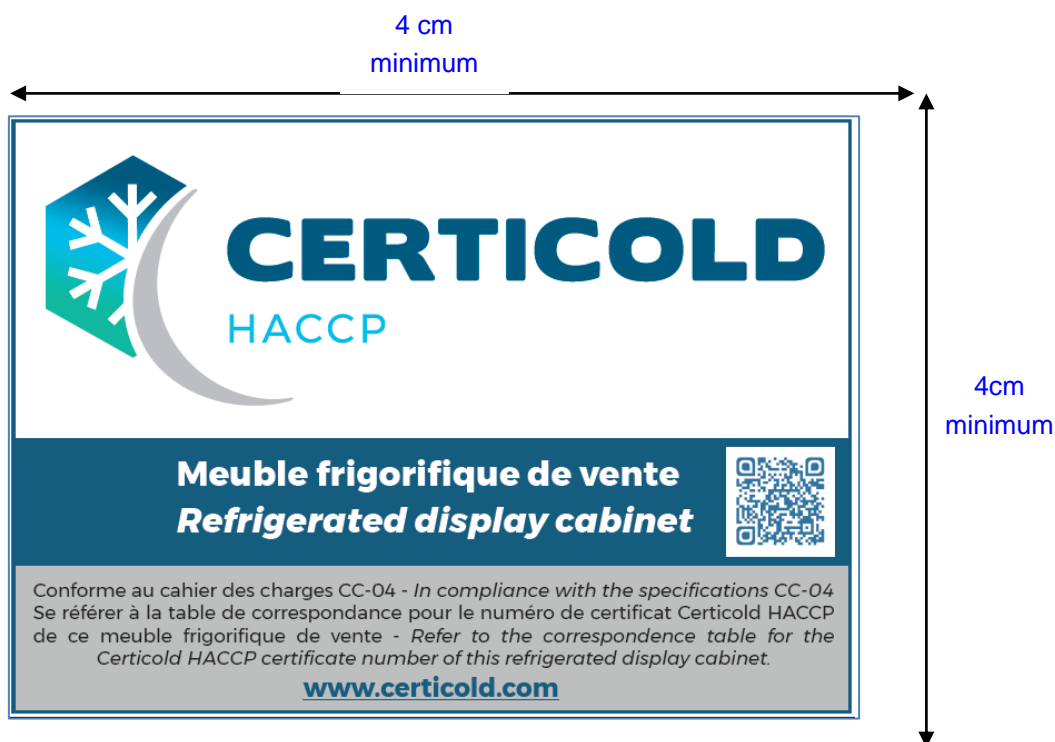 4 cm
minimum
CERTICOLD
HACCP
4cm
minimum
Meuble frigorifique de vente
Refrigerated display cabinet
Conforme au cahier des charges CC-04 - In compliance with the specifications CC-04
Se référer à la table de correspondance pour le numéro de certificat Certicold HACCP
de ce meuble frigorifique de vente - Refer to the correspondence table for the
Certicold HACCP certificate number of this refrigerated display cabinet.
www.certicold.com